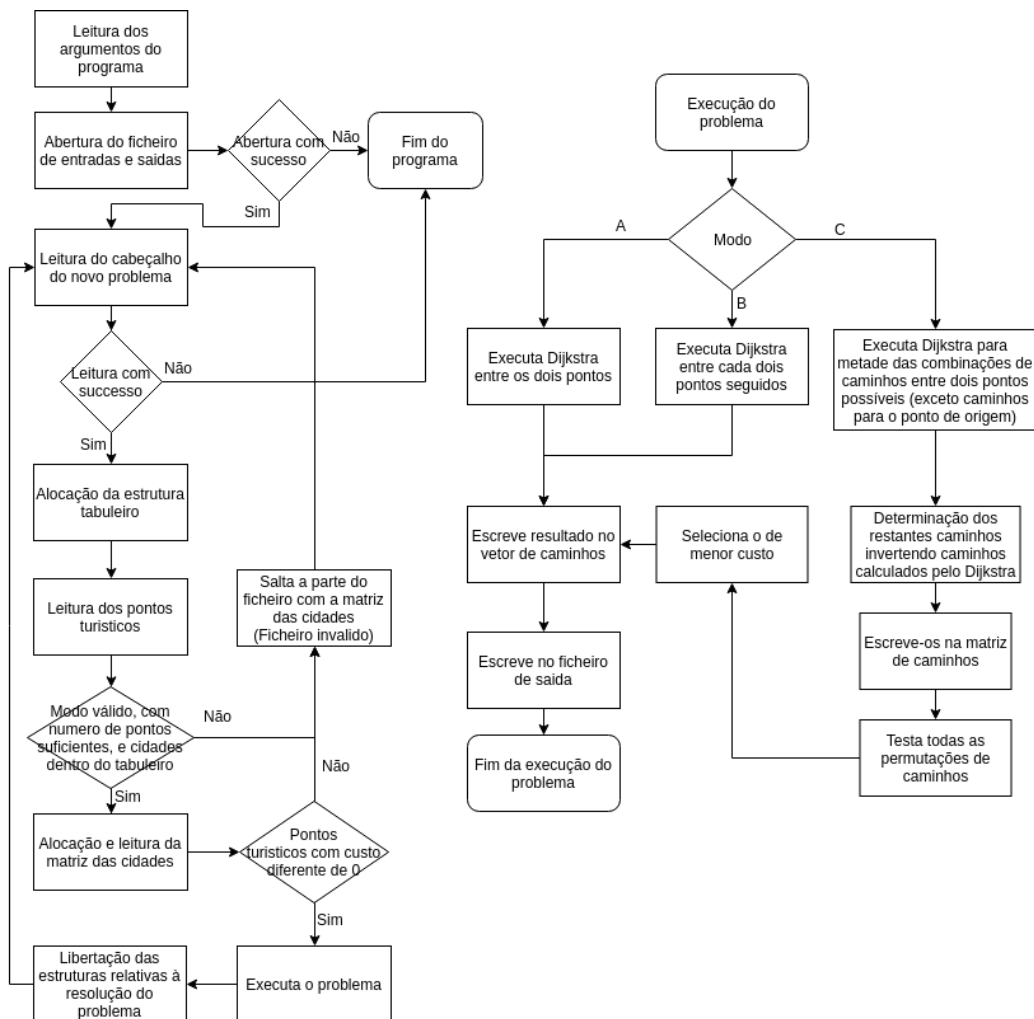 Leitura dos
argumentos do
programa
Abertura do ficheiro
de entradas e saidas
Abertura com
sucesso
Não
Fim do
programa
Sim
Leitura do cabeçalho
do novo problema
Leitura com
successo
Não
Sim
Alocação da estrutura
tabuleiro
Leitura dos pontos
turisticos
Salta a parte do
ficheiro com a matriz
das cidades
(Ficheiro invalido)
Modo válido, com
numero de pontos
suficientes, e cidades
dentro do tabuleiro
Não
Sim
Não
Alocação e leitura da
matriz das cidades
Pontos
turisticos com custo
diferente de 0
Sim
Executa o problema
Libertação das
estruturas relativas à
resolução do
problema
Execução do
problema
Modo
A
B
C
Executa Dijkstra
entre os dois pontos
Executa Dijkstra
entre cada dois
pontos seguidos
Executa Dijkstra para
metade das combinações de
caminhos entre dois pontos
possíveis (exceto caminhos
para o ponto de origem)
Escreve resultado no
vetor de caminhos
Seleciona o de
menor custo
Determinação dos
restantes caminhos
invertendo caminhos
calculados pelo Dijkstra
Escreve-os na matriz
de caminhos
Escreve no ficheiro
de saida
Testa todas as
permutações de
caminhos
Fim da execução do
problema